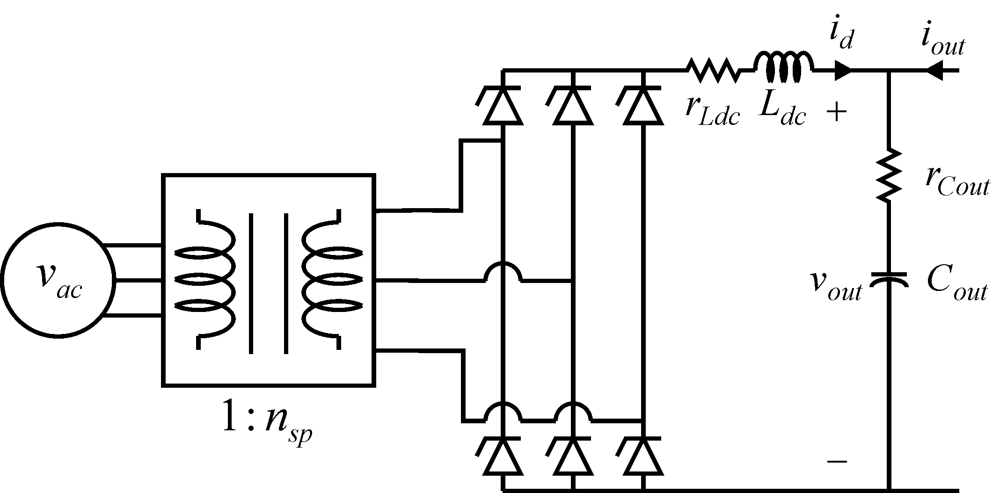 i_d
i_out
r_Ldc
L_dc
+
r_Cout
v_ac
v_out
C_out
1 : n_sp
−